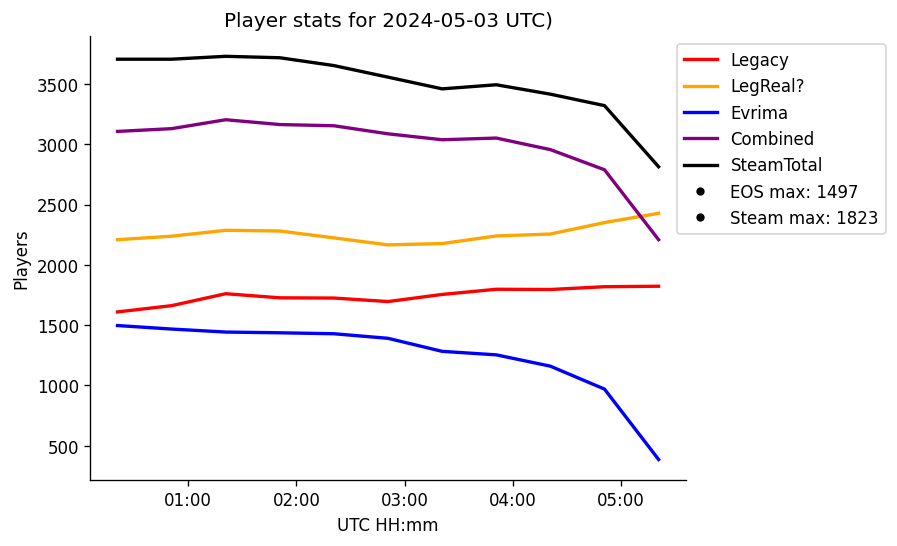 Player stats for 2024-05-03 UTC)
Players
3500
3000
2500
2000
1500
1000
500
01:00
02:00
03:00
04:00
05:00
UTC HH:mm
Legacy
LegReal?
Evrima
Combined
SteamTotal
EOS max: 1497
Steam max: 1823